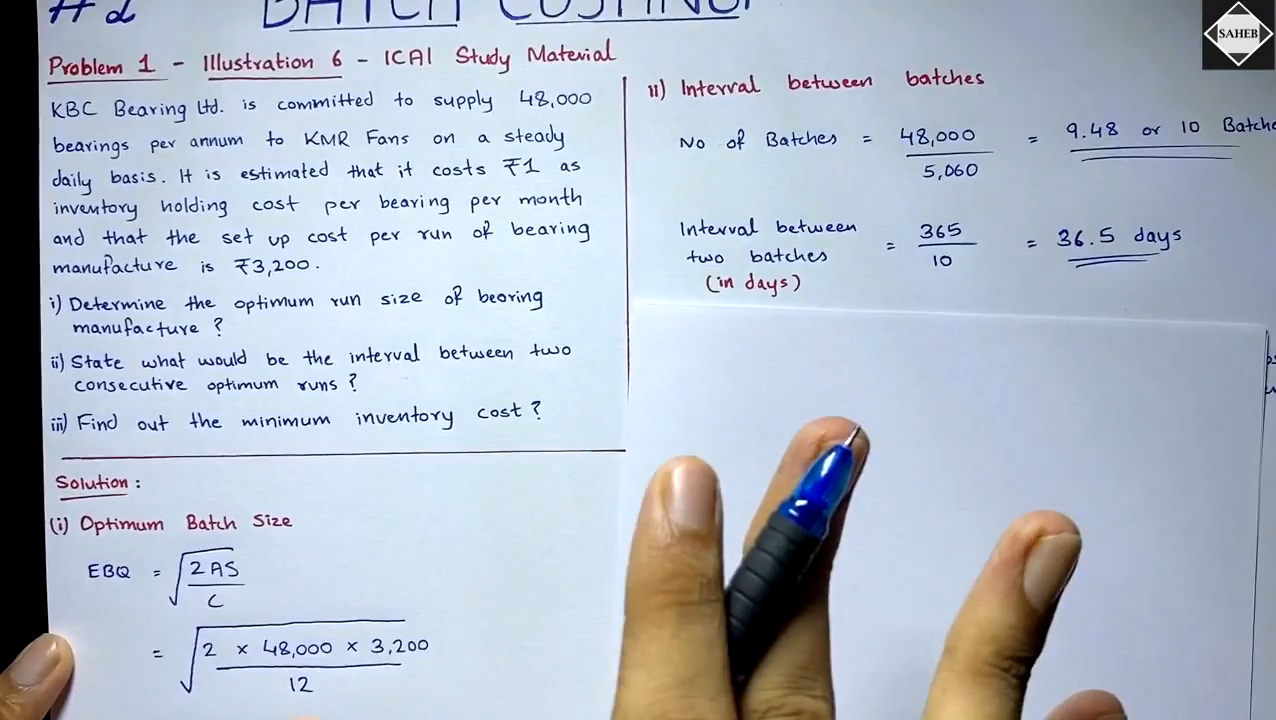 #2 BATCH COSTING
SAHEB
Problem 1 - Illustration 6 - ICAI Study Material
KBC Bearing Ltd. is committed to supply 48,000
bearings per annum to KMR Fans on a steady
daily basis. It is estimated that it costs ₹1 as
inventory holding cost per bearing per month
and that the set up cost per run of bearing
manufacture is ₹3,200.
i) Determine the optimum run size of bearing
manufacture ?
ii) State what would be the interval between two
consecutive optimum runs ?
iii) Find out the minimum inventory cost ?
Solution :
(i) Optimum Batch Size
EBQ = √2AS
C
= √2 × 48,000 × 3,200
12
ii) Interval between batches
No of Batches = 48,000 = 9.48 or 10 Batche
5,060
Interval between
two batches = 365 = 36.5 days
10
(in days)